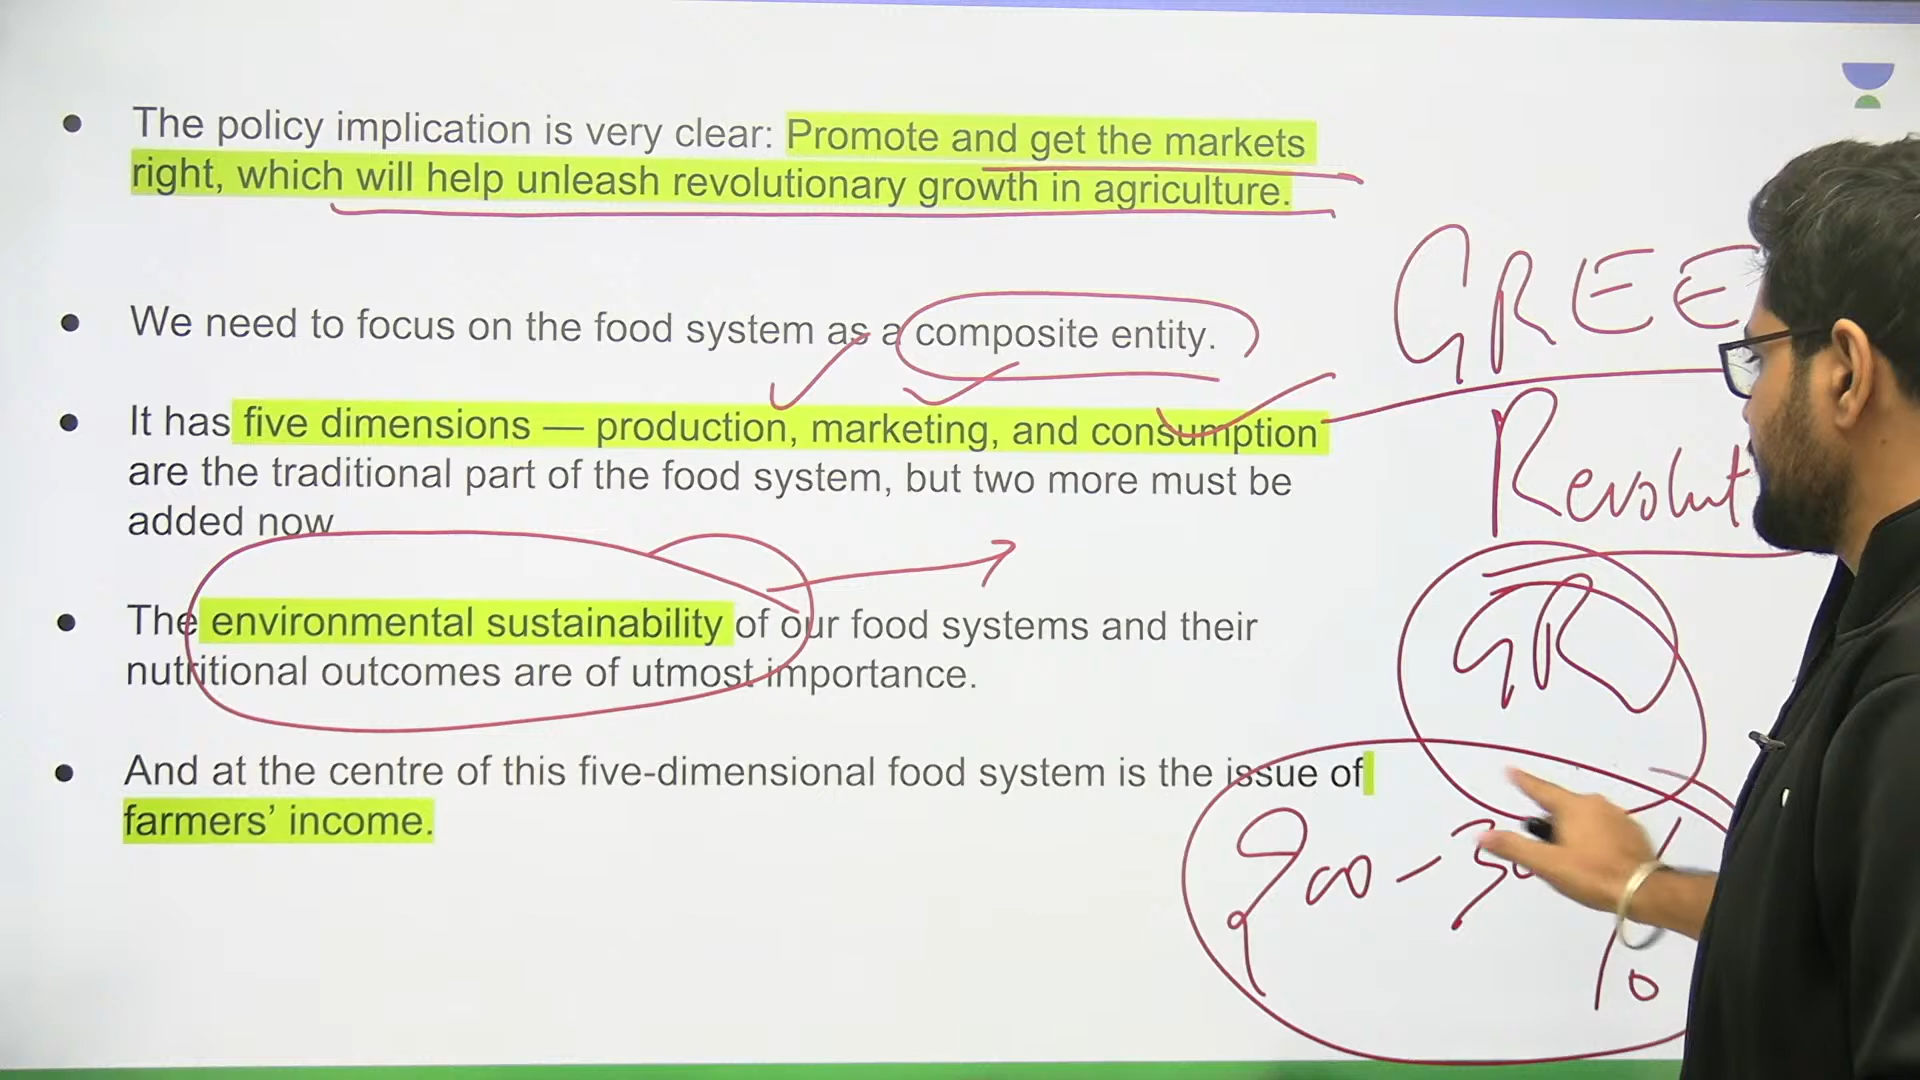 The policy implication is very clear: Promote and get the markets
right, which will help unleash revolutionary growth in agriculture.
We need to focus on the food system as a composite entity.
It has five dimensions — production, marketing, and consumption
are the traditional part of the food system, but two more must be
added now
The environmental sustainability of our food systems and their
nutritional outcomes are of utmost importance.
And at the centre of this five-dimensional food system is the issue of
farmers’ income.
GREE
Revolut
GR